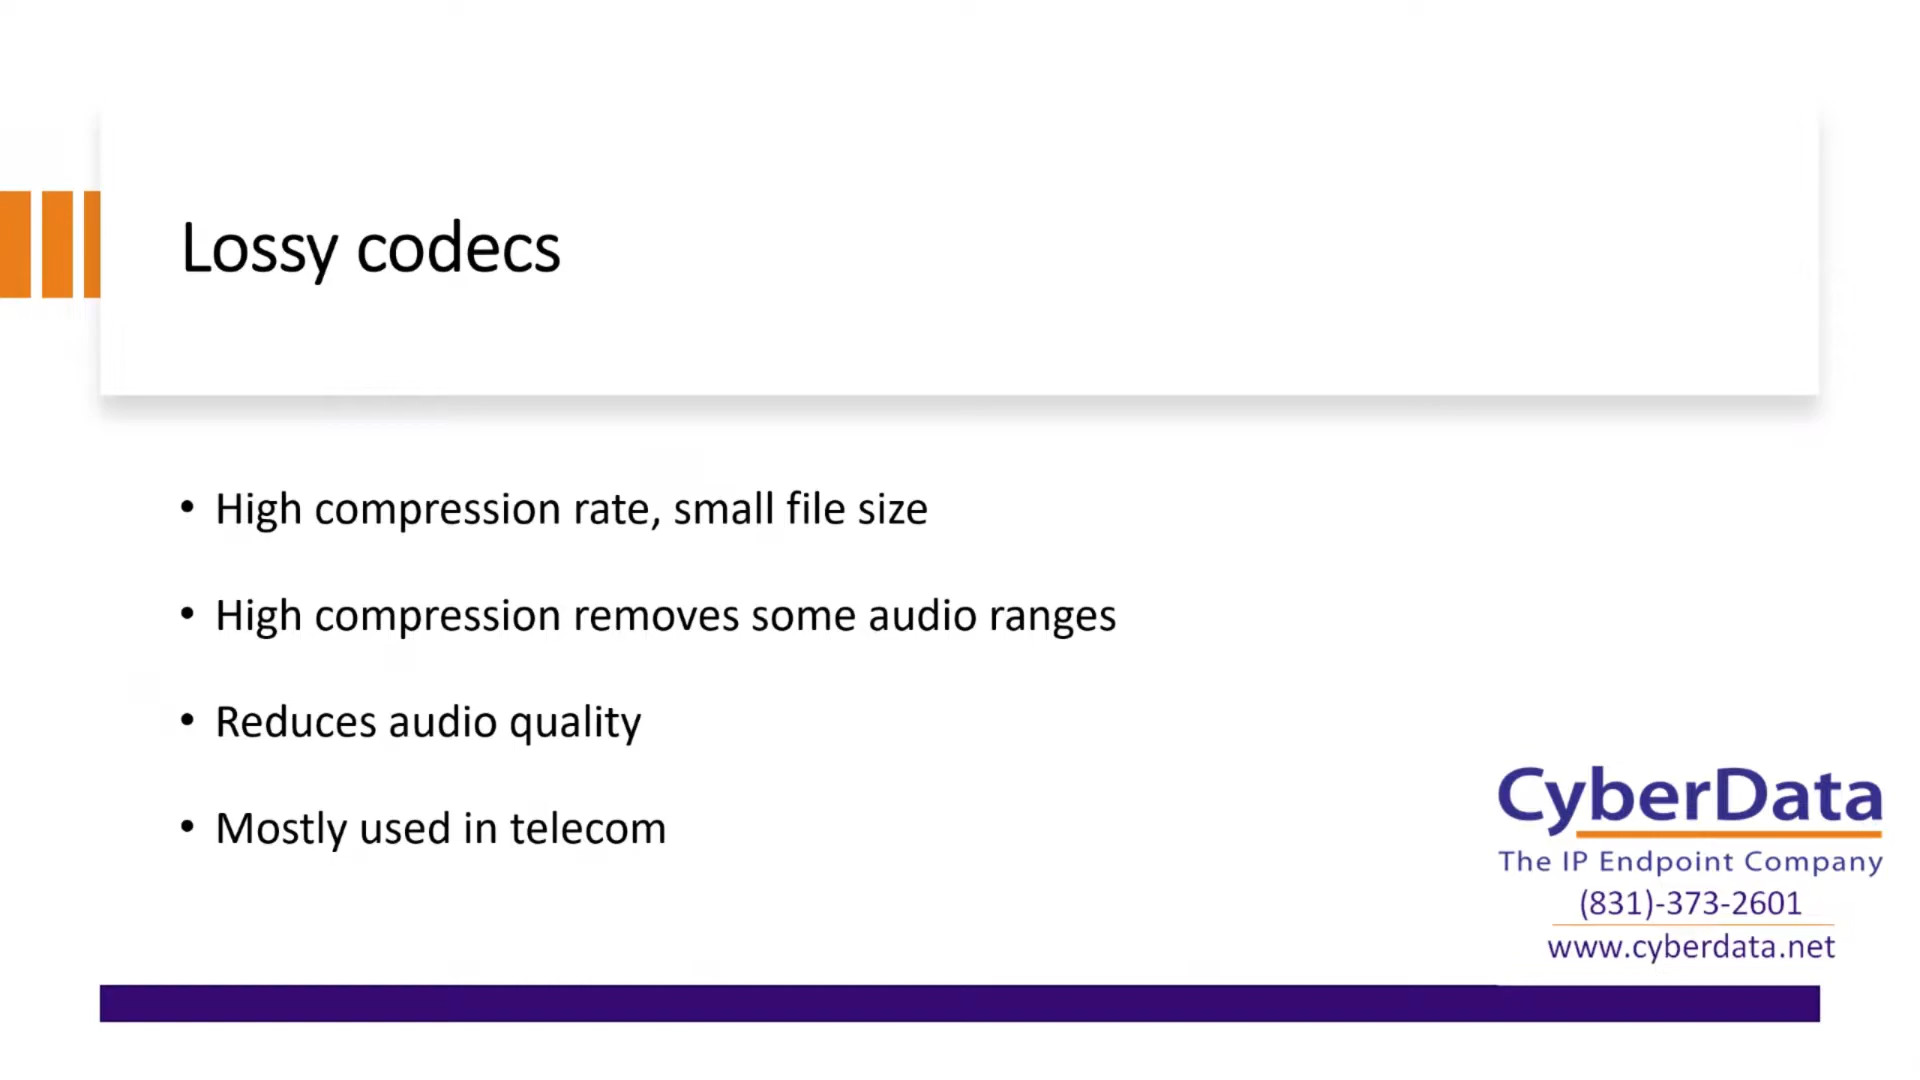 Lossy codecs
• High compression rate, small file size
• High compression removes some audio ranges
• Reduces audio quality
• Mostly used in telecom
CyberData
The IP Endpoint Company
(831)-373-2601
www.cyberdata.net